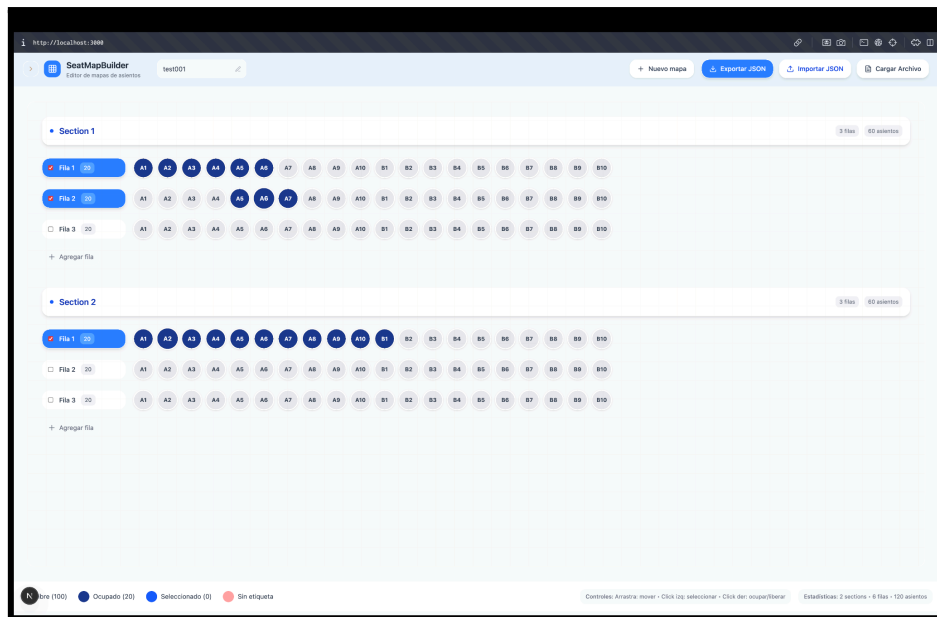 http://localhost:3000
SeatMapBuilder
Editor de mapas de asientos
test001
+ Nuevo mapa
Exportar JSON
Importar JSON
Cargar Archivo
Section 1
3 filas
60 asientos
Fila 1 20 A1 A2 A3 A4 A5 A6 A7 A8 A9 A10 B1 B2 B3 B4 B5 B6 B7 B8 B9 B10
Fila 2 20 A1 A2 A3 A4 A5 A6 A7 A8 A9 A10 B1 B2 B3 B4 B5 B6 B7 B8 B9 B10
Fila 3 20 A1 A2 A3 A4 A5 A6 A7 A8 A9 A10 B1 B2 B3 B4 B5 B6 B7 B8 B9 B10
+ Agregar fila
Section 2
3 filas
60 asientos
Fila 1 20 A1 A2 A3 A4 A5 A6 A7 A8 A9 A10 B1 B2 B3 B4 B5 B6 B7 B8 B9 B10
Fila 2 20 A1 A2 A3 A4 A5 A6 A7 A8 A9 A10 B1 B2 B3 B4 B5 B6 B7 B8 B9 B10
Fila 3 20 A1 A2 A3 A4 A5 A6 A7 A8 A9 A10 B1 B2 B3 B4 B5 B6 B7 B8 B9 B10
+ Agregar fila
N
bre (100)
Ocupado (20)
Seleccionado (0)
Sin etiqueta
Controles: Arrastra: mover • Click izq: seleccionar • Click der: ocupar/liberar
Estadísticas: 2 sections • 6 filas • 120 asientos